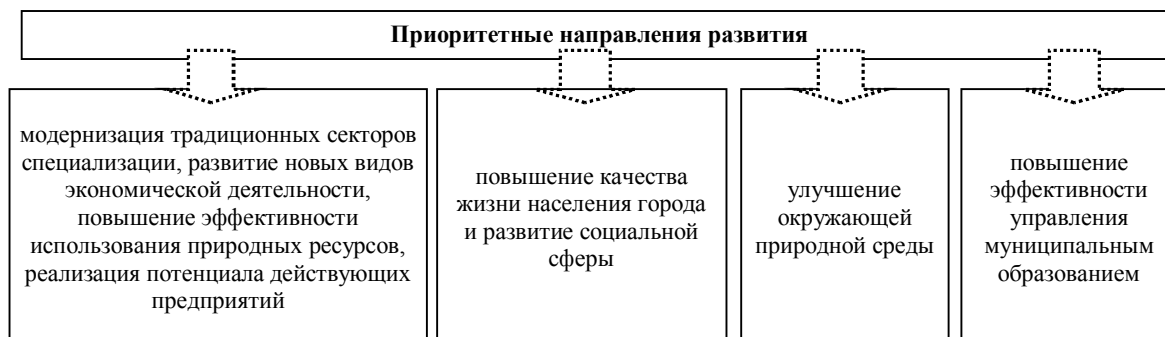 Приоритетные направления развития
модернизация традиционных секторов
специализации, развитие новых видов
экономической деятельности,
повышение эффективности
использования природных ресурсов,
реализация потенциала действующих
предприятий
повышение качества
жизни населения города
и развитие социальной
сферы
улучшение
окружающей
природной среды
повышение
эффективности
управления
муниципальным
образованием